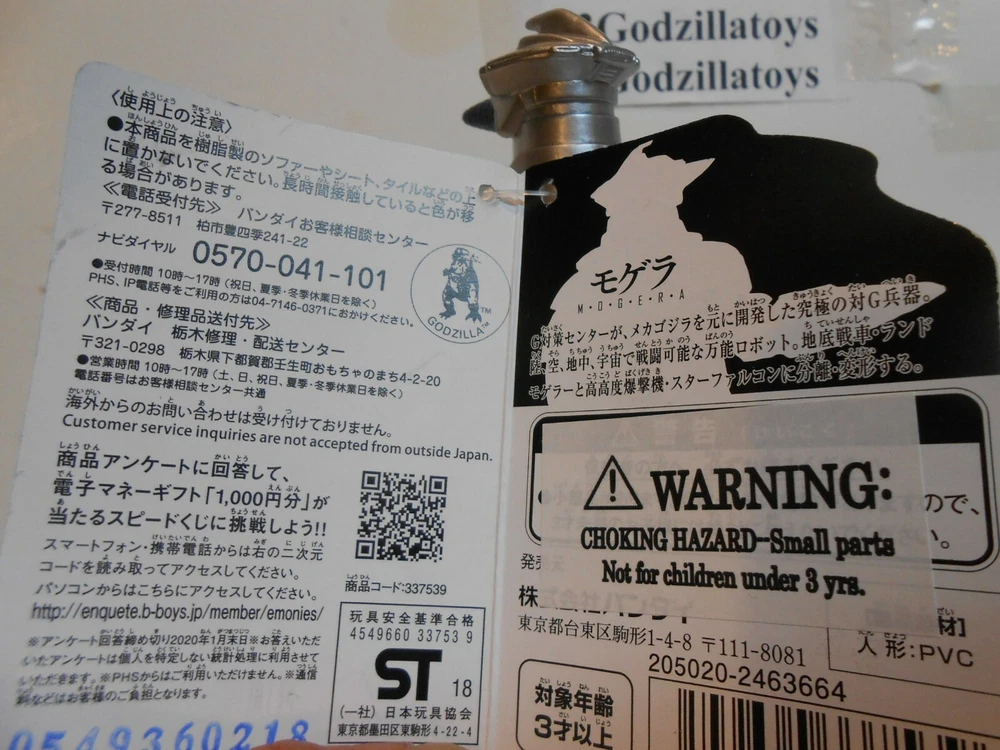 Godzillatoys
Godzillatoys
〈使用上の注意〉
●本商品を樹脂製のソファーやシート、タイルなどの上
に置かないでください。長時間接触していると色が移
る場合があります。
≪電話受付先≫ バンダイお客様相談センター
〒277-8511 柏市豊四季241-22
ナビダイヤル 0570-041-101
●受付時間 10時〜17時(祝日、夏季・冬季休業日を除く)
PHS、IP電話等をご利用の方は04-7146-0371におかけください。
GODZILLA TM
≪商品・修理品送付先≫
バンダイ 栃木修理・配送センター
〒321-0298 栃木県下都賀郡壬生町おもちゃのまち4-2-20
●営業時間 10時〜17時(土、日、祝日、夏季・冬季休業日を除く)
電話番号はお客様相談センター共通
海外からのお問い合わせは受け付けておりません。
Customer service inquiries are not accepted from outside Japan.
商品アンケートに回答して、
電子マネーギフト「1,000円分」が
当たるスピードくじに挑戦しよう!!
スマートフォン・携帯電話からは右の二次元
コードを読み取ってアクセスしてください。
パソコンからはこちらにアクセスしてください。
http://enquete.b-boys.jp/member/emonies/
※アンケート回答締め切り2020年1月末日※お答えいただ
いたアンケートは個人を特定しない統計処理に利用させて
いただきます。※PHSからはご利用いただけません。※通信
料などはお客様のご負担となります。
0549360218
商品コード:337539
玩具安全基準合格
4549660 33753 9
ST 18
(一社) 日本玩具協会
東京都墨田区東駒形4-22-4
モゲラ
M・O・G・E・R・A
G対策センターが、メカゴジラを元に開発した究極の対G兵器。
陸、空、地中、宇宙で戦闘可能な万能ロボット。地底戦車・ランド
モゲラーと高高度爆撃機・スターファルコンに分離・変形する。
警告
ので、
い。
⚠ WARNING:
CHOKING HAZARD--Small parts
Not for children under 3 yrs.
発売元
株式会社バンダイ
東京都台東区駒形1-4-8 〒111-8081
材]
人形:PVC
205020-2463664
対象年齢
3才以上